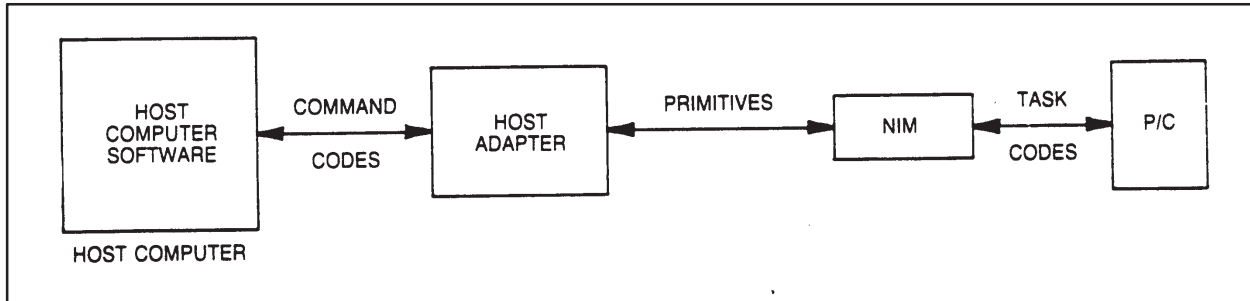 HOST
COMPUTER
SOFTWARE
HOST COMPUTER
COMMAND
CODES
HOST
ADAPTER
PRIMITIVES
NIM
TASK
CODES
P/C